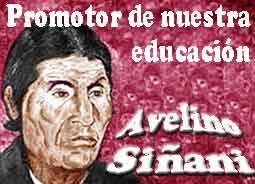 Promotor de nuestra
educación
Avelino
Siñani